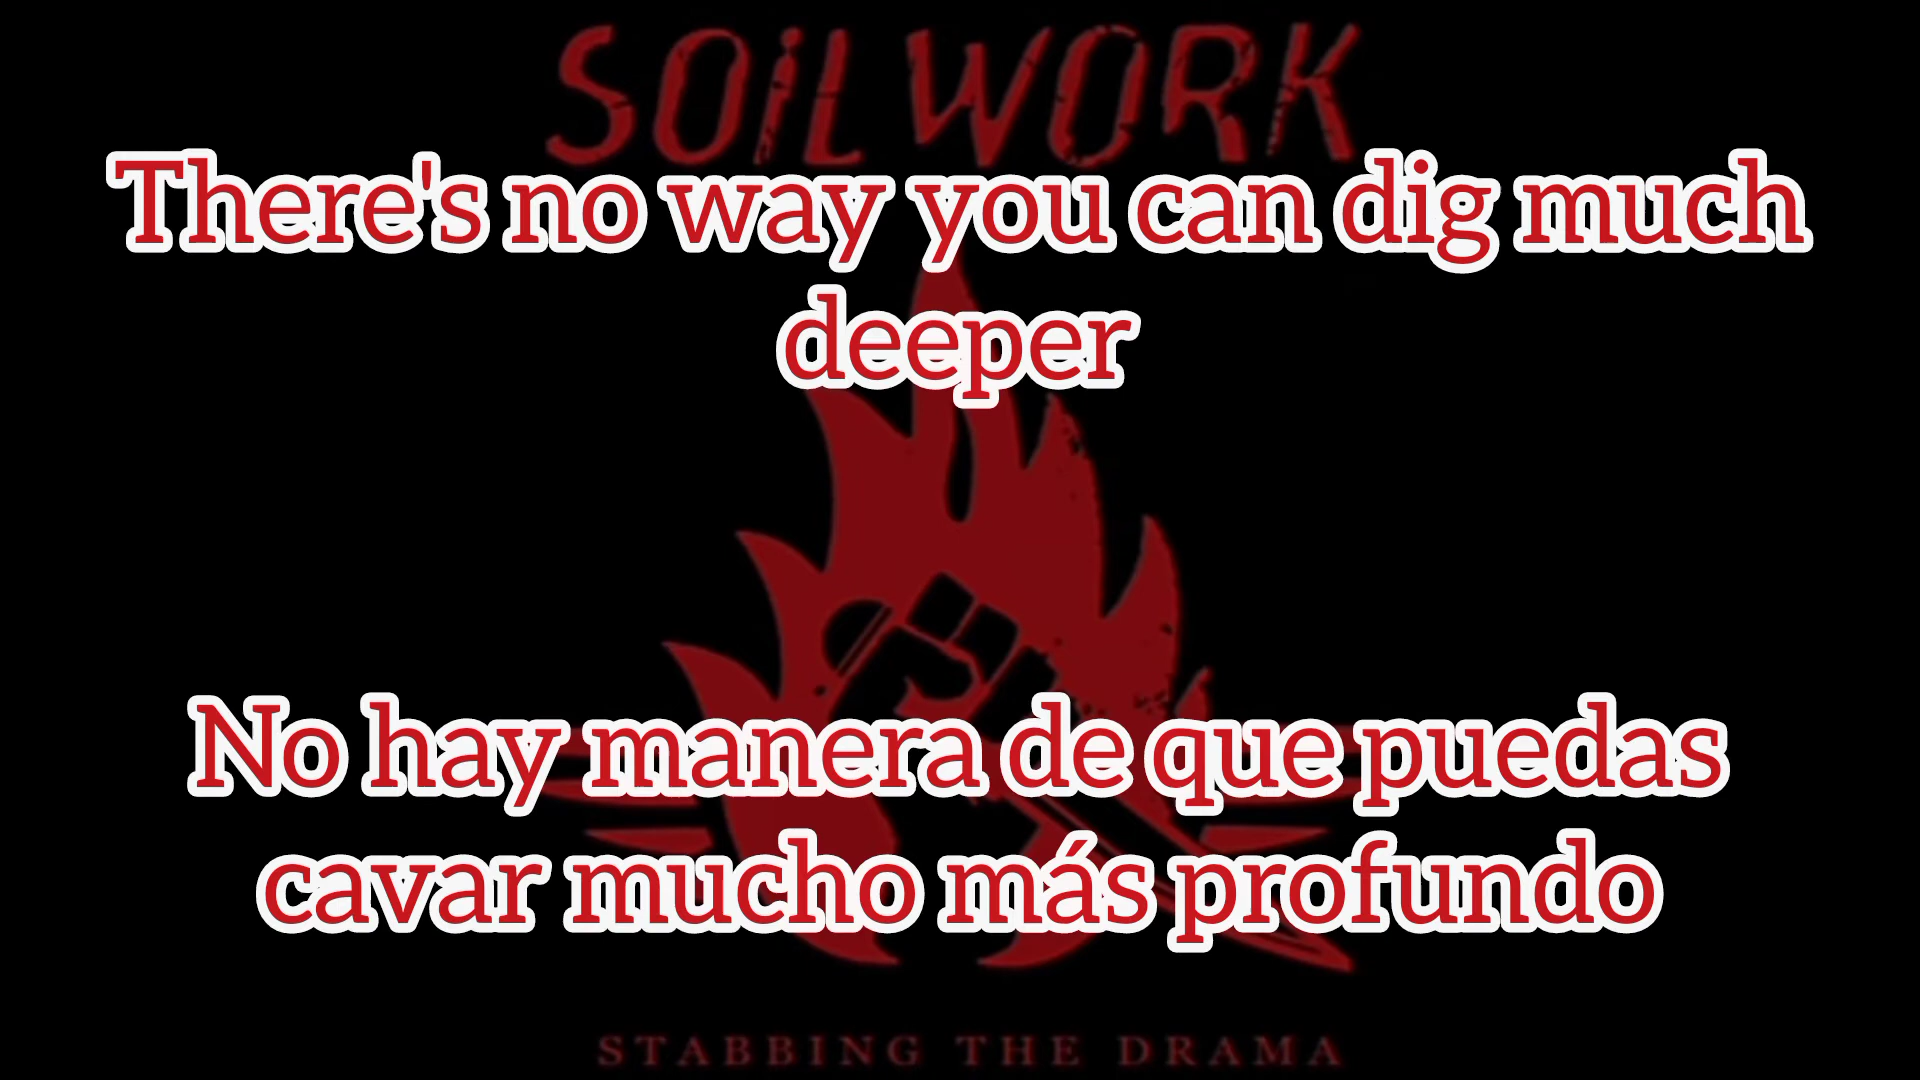 SOiLWORK
There's no way you can dig much
deeper
No hay manera de que puedas
cavar mucho más profundo
STABBING THE DRAMA